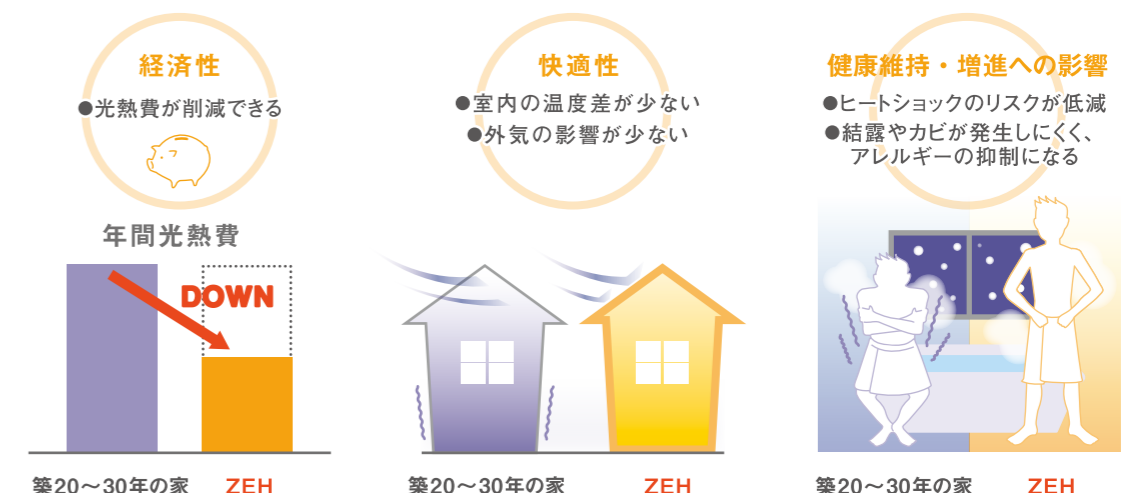 経済性
●光熱費が削減できる
年間光熱費
DOWN
築20〜30年の家 ZEH
快適性
●室内の温度差が少ない
●外気の影響が少ない
築20〜30年の家 ZEH
健康維持・増進への影響
●ヒートショックのリスクが低減
●結露やカビが発生しにくく、
アレルギーの抑制になる
築20〜30年の家 ZEH